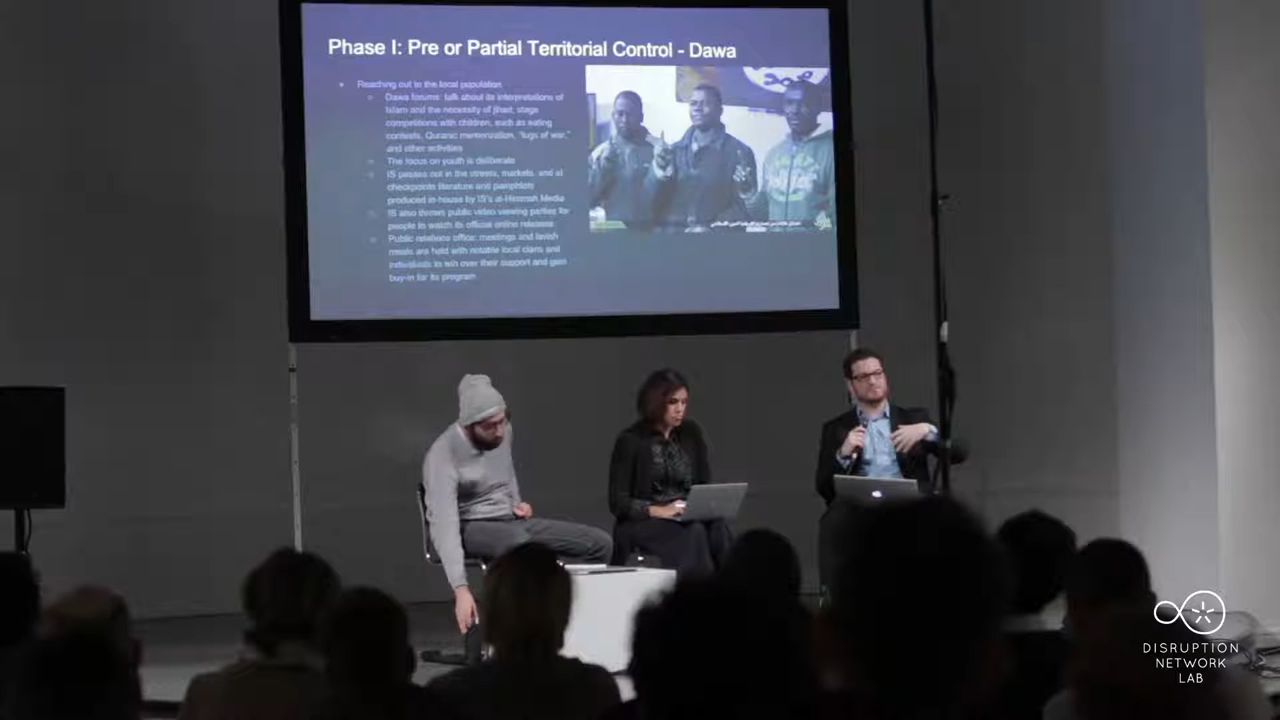 Phase I: Pre or Partial Territorial Control - Dawa
Reaching out to the local population
Dawa forums: talk about its interpretations of
Islam and the necessity of jihad; stage
competitions with children, such as eating
contests, Quranic memorization, "tugs of war,"
and other activities
The focus on youth is deliberate
IS passes out in the streets, markets, and at
checkpoints literature and pamphlets
produced in-house by IS's al-Himmah Media
IS also throws public video viewing parties for
people to watch its official online releases
Public relations office: meetings and lavish
meals are held with notable local clans and
individuals to win over their support and gain
buy-in for its program
DISRUPTION
NETWORK
LAB